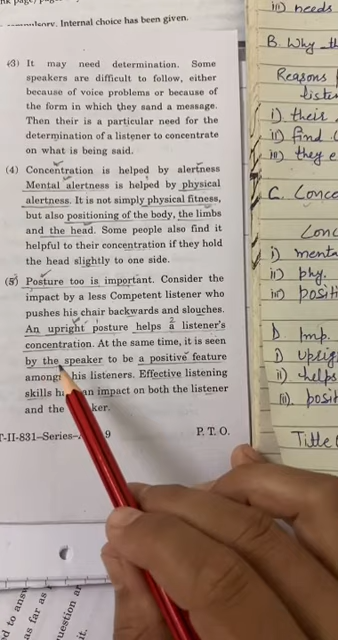 Internal choice has been given.
(3) It may need determination. Some
speakers are difficult to follow, either
because of voice problems or because of
the form in which they sand a message.
Then their is a particular need for the
determination of a listener to concentrate
on what is being said.
(4) Concentration is helped by alertness
Mental alertness is helped by physical
alertness. It is not simply physical fitness,
but also positioning of the body, the limbs
and the head. Some people also find it
helpful to their concentration if they hold
the head slightly to one side.
(5) Posture too is important. Consider the
impact by a less Competent listener who
pushes his chair backwards and slouches.
An upright posture helps a listener's
concentration. At the same time, it is seen
by the speaker to be a positive feature
among his listeners. Effective listening
skills an impact on both the listener
and the
T-II-831-Series- 9 P. T. O.
iii) needs
B. Why
Reasons
liste
i) their
ii) find
iii) they e
C. Conce
Conc
i) menta
ii) phy.
iii) positi
D Imp.
i) uprig
ii) helps
iii) posit
Title
d to answ
as far as
uestion
it.